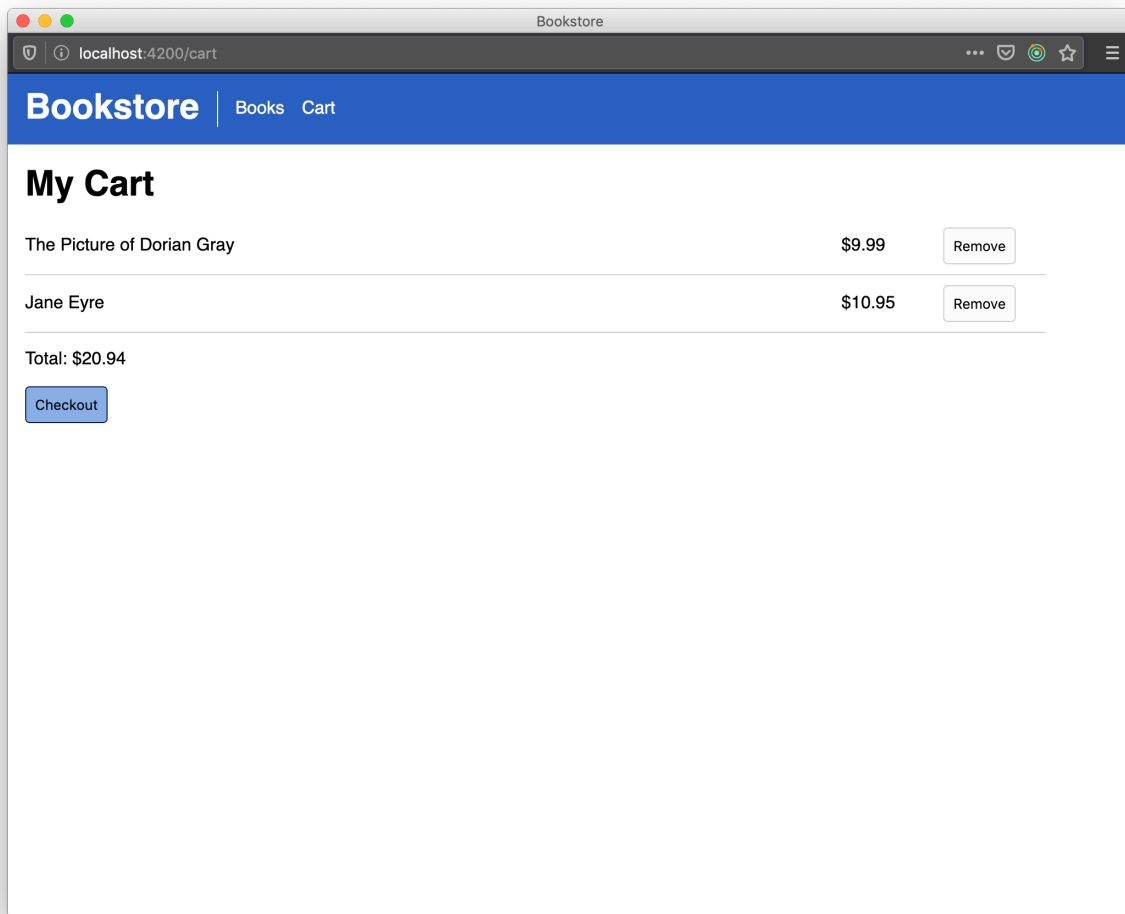 Bookstore
localhost:4200/cart
Bookstore Books Cart
My Cart
The Picture of Dorian Gray $9.99 Remove
Jane Eyre $10.95 Remove
Total: $20.94
Checkout